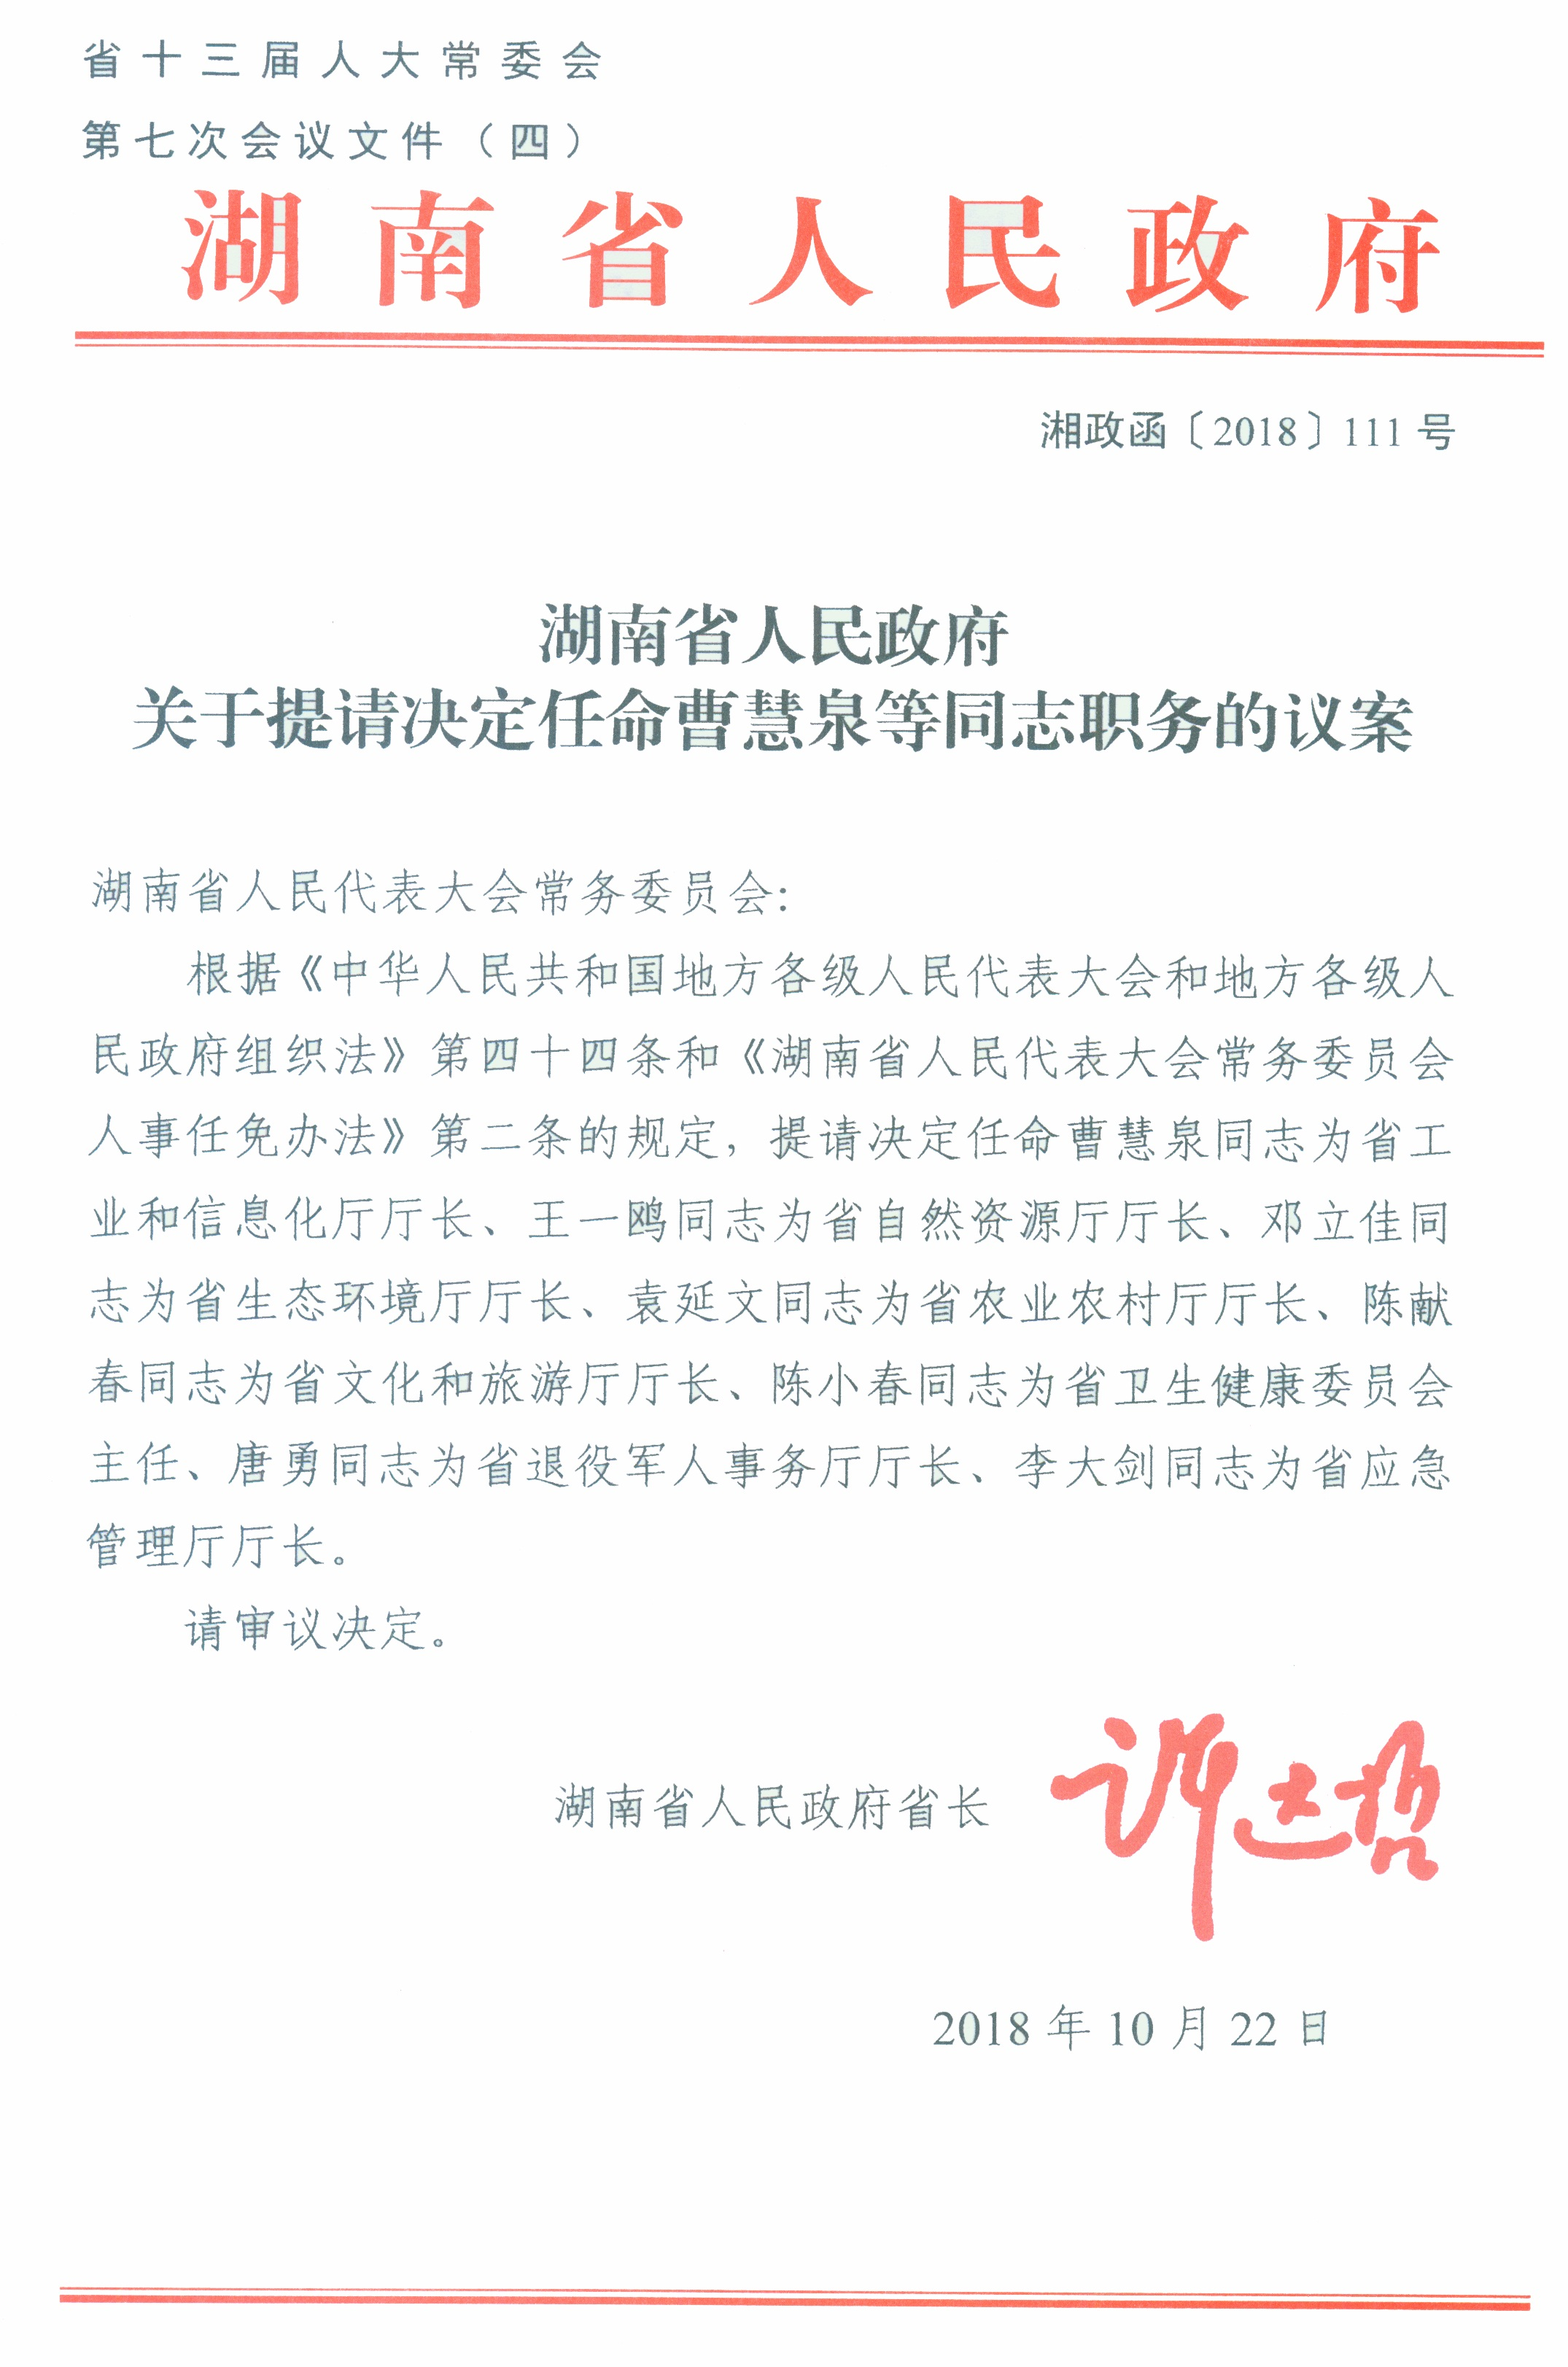 省十三届人大常委会
第七次会议文件（四）
湖南省人民政府
湘政函〔2018〕111号
湖南省人民政府
关于提请决定任命曹慧泉等同志职务的议案
湖南省人民代表大会常务委员会：
根据《中华人民共和国地方各级人民代表大会和地方各级人
民政府组织法》第四十四条和《湖南省人民代表大会常务委员会
人事任免办法》第二条的规定，提请决定任命曹慧泉同志为省工
业和信息化厅厅长、王一鸥同志为省自然资源厅厅长、邓立佳同
志为省生态环境厅厅长、袁延文同志为省农业农村厅厅长、陈献
春同志为省文化和旅游厅厅长、陈小春同志为省卫生健康委员会
主任、唐勇同志为省退役军人事务厅厅长、李大剑同志为省应急
管理厅厅长。
请审议决定。
湖南省人民政府省长 许达哲
2018年10月22日